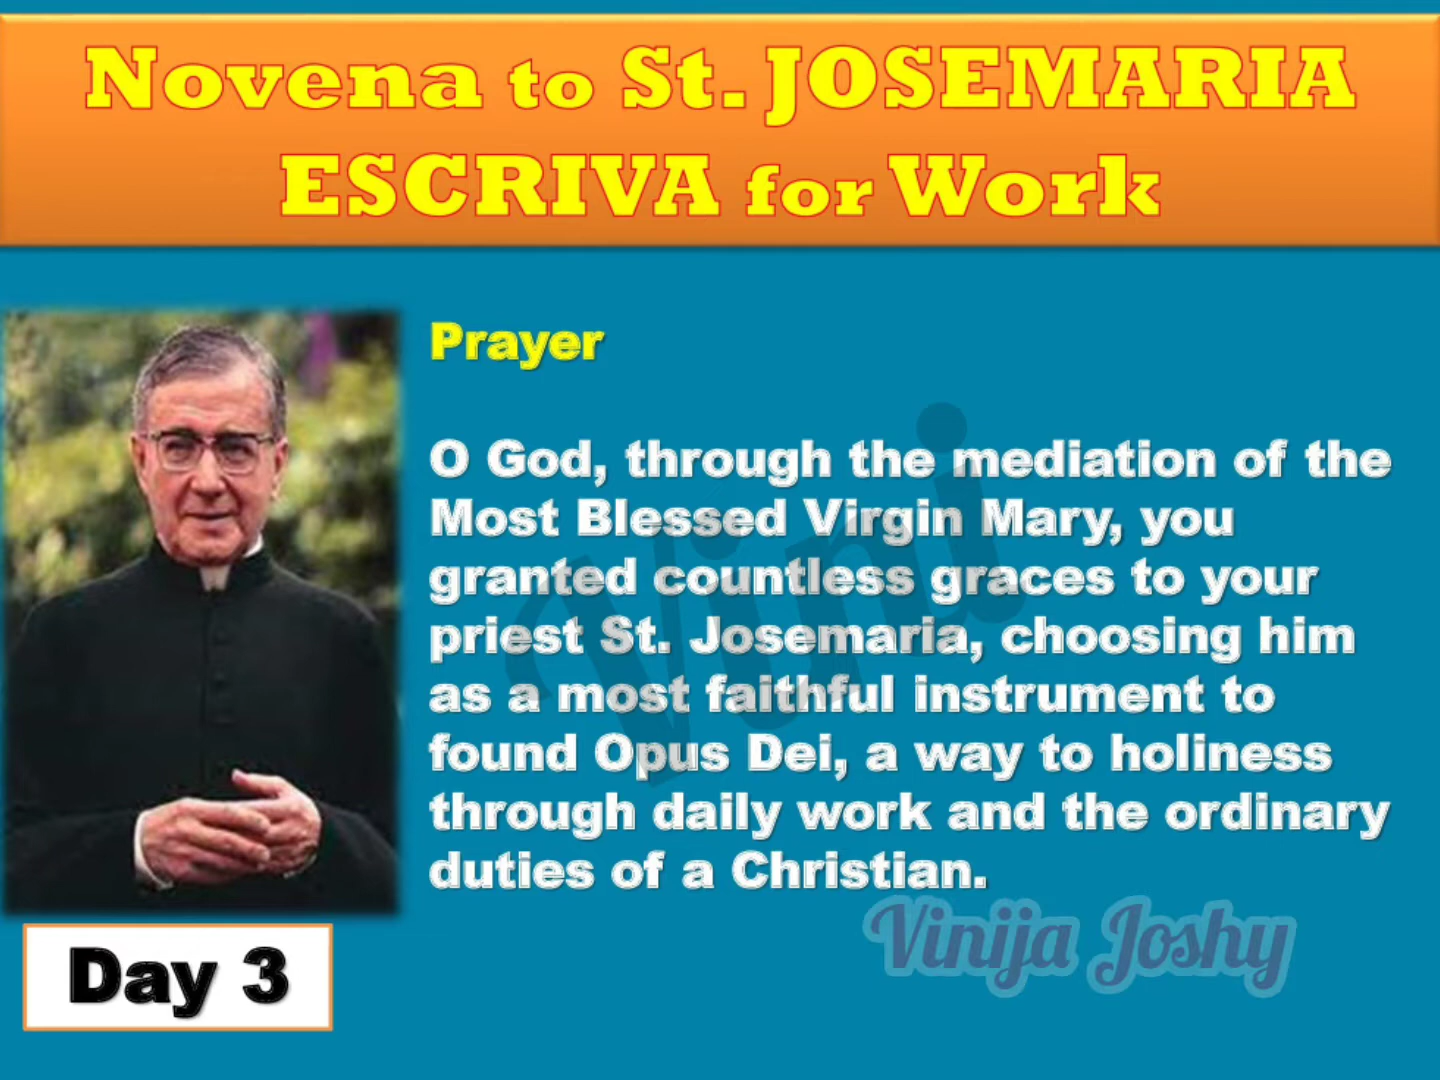 Novena to St. JOSEMARIA
ESCRIVA for Work
Prayer
O God, through the mediation of the
Most Blessed Virgin Mary, you
granted countless graces to your
priest St. Josemaria, choosing him
as a most faithful instrument to
found Opus Dei, a way to holiness
through daily work and the ordinary
duties of a Christian.
Vini
Vinija Joshy
Day 3